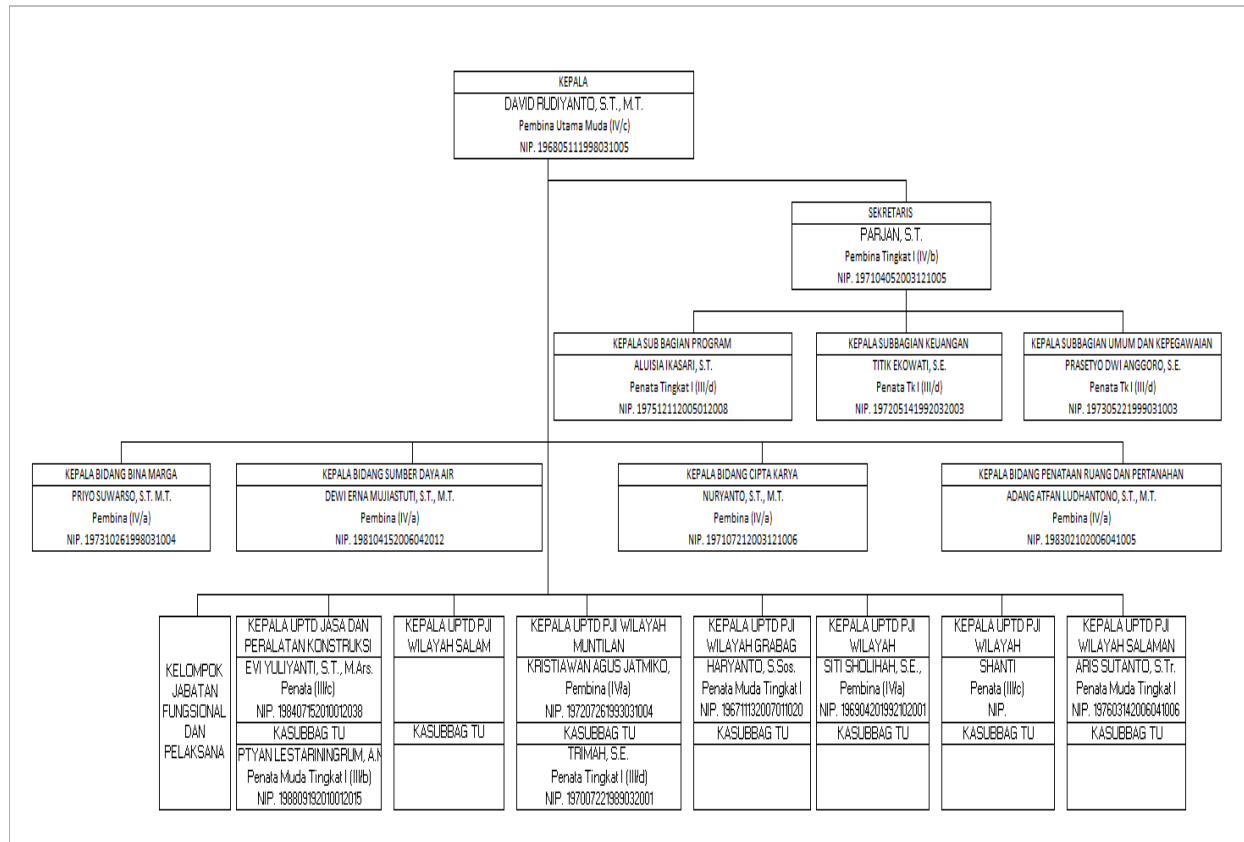 KEPALA
DAVID RUDIYANTO, S.T., M.T.
Pembina Utama Muda (IV/c)
NIP. 196805111998031005
SEKRETARIS
PARJAN, S.T.
Pembina Tingkat I (IV/b)
NIP. 197104052003121005
KEPALA SUB BAGIAN PROGRAM
ALUISIA IKASARI, S.T.
Penata Tingkat I (III/d)
NIP. 197512112005012008
KEPALA SUBBAGIAN KEUANGAN
TITIK EKOWATI, S.E.
Penata Tk I (III/d)
NIP. 197205141992032003
KEPALA SUBBAGIAN UMUM DAN KEPEGAWAIAN
PRASETYO DWI ANGGORO, S.E.
Penata Tk I (III/d)
NIP. 197305221999031003
KEPALA BIDANG BINA MARGA
PRIYO SUWARSO, S.T. M.T.
Pembina (IV/a)
NIP. 197310261998031004
KEPALA BIDANG SUMBER DAYA AIR
DEWI ERNA MUJIASTUTI, S.T., M.T.
Pembina (IV/a)
NIP. 198104152006042012
KEPALA BIDANG CIPTA KARYA
NURYANTO, S.T., M.T.
Pembina (IV/a)
NIP. 197107212003121006
KEPALA BIDANG PENATAAN RUANG DAN PERTANAHAN
ADANG ATFAN LUDHANTONO, S.T., M.T.
Pembina (IV/a)
NIP. 198302102006041005
KELOMPOK
JABATAN
FUNGSIONAL
DAN
PELAKSANA
KEPALA UPTD JASA DAN
PERALATAN KONSTRUKSI
EVI YULIYANTI, S.T., M.Ars.
Penata (III/c)
NIP. 198407152010012038
KASUBBAG TU
PTYAN LESTARININGRUM, A.M
Penata Muda Tingkat I (III/b)
NIP. 198809192010012015
KEPALA UPTD PJI
WILAYAH SALAM
KASUBBAG TU
KEPALA UPTD PJI WILAYAH
MUNTILAN
KRISTIAWAN AGUS JATMIKO,
Pembina (IV/a)
NIP. 197207261993031004
KASUBBAG TU
TRIMAH, S.E.
Penata Tingkat I (III/d)
NIP. 197007221989032001
KEPALA UPTD PJI
WILAYAH GRABAG
HARYANTO, S.Sos.
Penata Muda Tingkat I
NIP. 196711132007011020
KASUBBAG TU
KEPALA UPTD PJI
WILAYAH
SITI SHOLIHAH, S.E.,
Pembina (IV/a)
NIP. 196904201992102001
KASUBBAG TU
KEPALA UPTD PJI
WILAYAH
SHANTI
Penata (III/c)
NIP.
KASUBBAG TU
KEPALA UPTD PJI
WILAYAH SALAMAN
ARIS SUTANTO, S.Tr.
Penata Muda Tingkat I
NIP. 197603142006041006
KASUBBAG TU